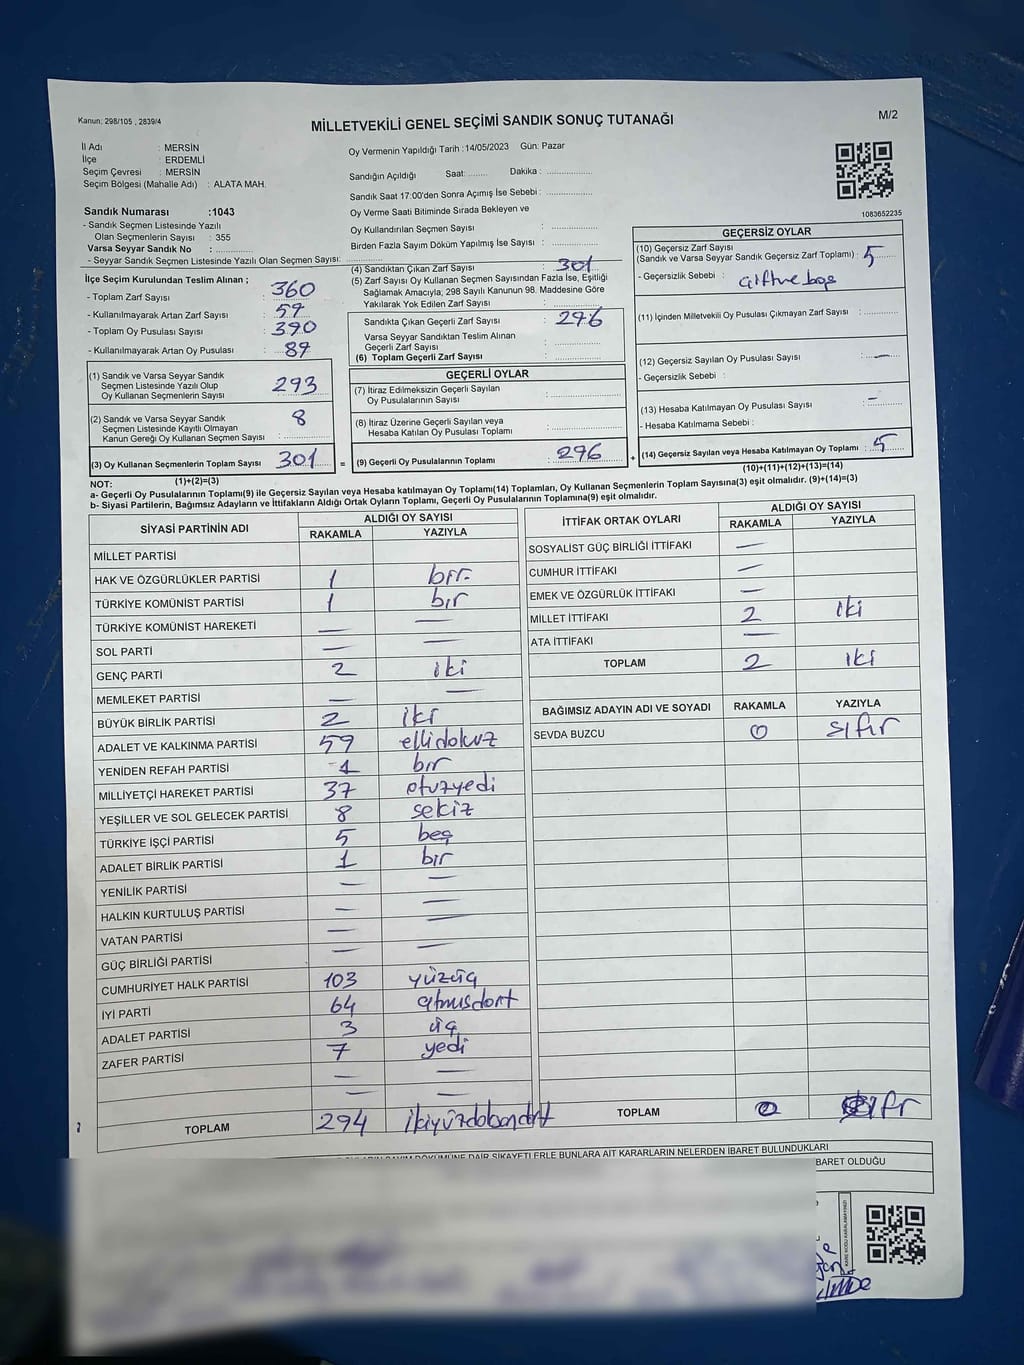 Kanun: 298/105 , 2839/4
MİLLETVEKİLİ GENEL SEÇİMİ SANDIK SONUÇ TUTANAĞI
M/2
İl Adı : MERSİN
İlçe : ERDEMLİ
Seçim Çevresi : MERSİN
Seçim Bölgesi (Mahalle Adı) : ALATA MAH.
Sandık Numarası :1043
- Sandık Seçmen Listesinde Yazılı
Olan Seçmenlerin Sayısı : 355
Varsa Seyyar Sandık No :
- Seyyar Sandık Seçmen Listesinde Yazılı Olan Seçmen Sayısı:
Oy Vermenin Yapıldığı Tarih :14/05/2023 Gün: Pazar
Sandığın Açıldığı Saat: Dakika :
Sandık Saat 17:00'den Sonra Açımış İse Sebebi :
Oy Verme Saati Bitiminde Sırada Bekleyen ve
Oy Kullandırılan Seçmen Sayısı :
Birden Fazla Sayım Döküm Yapılmış İse Sayısı :
1083652235
İlçe Seçim Kurulundan Teslim Alınan ;
- Toplam Zarf Sayısı : 360
- Kullanılmayarak Artan Zarf Sayısı : 59
- Toplam Oy Pusulası Sayısı : 390
- Kullanılmayarak Artan Oy Pusulası : 89
(1) Sandık ve Varsa Seyyar Sandık
Seçmen Listesinde Yazılı Olup
Oy Kullanan Seçmenlerin Sayısı : 293
(2) Sandık ve Varsa Seyyar Sandık
Seçmen Listesinde Kayıtlı Olmayan
Kanun Gereği Oy Kullanan Seçmen Sayısı : 8
(3) Oy Kullanan Seçmenlerin Toplam Sayısı : 301
(1)+(2)=(3)
(4) Sandıktan Çıkan Zarf Sayısı : 301
(5) Zarf Sayısı Oy Kullanan Seçmen Sayısından Fazla İse, Eşitliği
Sağlamak Amacıyla, 298 Sayılı Kanunun 98. Maddesine Göre
Yakılarak Yok Edilen Zarf Sayısı :
Sandıkta Çıkan Geçerli Zarf Sayısı : 296
Varsa Seyyar Sandıktan Teslim Alınan
Geçerli Zarf Sayısı :
(6) Toplam Geçerli Zarf Sayısı :
GEÇERLİ OYLAR
(7) İtiraz Edilmeksizin Geçerli Sayılan
Oy Pusulalarının Sayısı :
(8) İtiraz Üzerine Geçerli Sayılan veya
Hesaba Katılan Oy Pusulası Toplamı :
= (9) Geçerli Oy Pusulalarının Toplamı : 296
GEÇERSİZ OYLAR
(10) Geçersiz Zarf Sayısı
(Sandık ve Varsa Seyyar Sandık Geçersiz Zarf Toplamı) : 5
- Geçersizlik Sebebi : çift ve boş
(11) İçinden Milletvekili Oy Pusulası Çıkmayan Zarf Sayısı :
(12) Geçersiz Sayılan Oy Pusulası Sayısı : —
- Geçersizlik Sebebi :
(13) Hesaba Katılmayan Oy Pusulası Sayısı : -
- Hesaba Katılmama Sebebi :
+ (14) Geçersiz Sayılan veya Hesaba Katılmayan Oy Toplamı : 5
(10)+(11)+(12)+(13)=(14)
NOT:
a- Geçerli Oy Pusulaların Toplamı(9) ile Geçersiz Sayılan veya Hesaba katılmayan Oy Toplamı(14) Toplamları, Oy Kullanan Seçmenlerin Toplam Sayısına(3) eşit olmalıdır. (9)+(14)=(3)
b- Siyasi Partilerin, Bağımsız Adayların ve İttifakların Aldığı Ortak Oyların Toplamı, Geçerli Oy Pusulalarının Toplamına(9) eşit olmalıdır.
SİYASİ PARTİNİN ADI ALDIĞI OY SAYISI
RAKAMLA YAZIYLA
MİLLET PARTİSİ
HAK VE ÖZGÜRLÜKLER PARTİSİ 1 bir
TÜRKİYE KOMÜNİST PARTİSİ 1 bir
TÜRKİYE KOMÜNİST HAREKETİ — —
SOL PARTİ — —
GENÇ PARTİ 2 iki
MEMLEKET PARTİSİ — —
BÜYÜK BİRLİK PARTİSİ 2 iki
ADALET VE KALKINMA PARTİSİ 59 ellidokuz
YENİDEN REFAH PARTİSİ 1 bir
MİLLİYETÇİ HAREKET PARTİSİ 37 otuzyedi
YEŞİLLER VE SOL GELECEK PARTİSİ 8 sekiz
TÜRKİYE İŞÇİ PARTİSİ 5 beş
ADALET BİRLİK PARTİSİ 1 bir
YENİLİK PARTİSİ — —
HALKIN KURTULUŞ PARTİSİ — —
VATAN PARTİSİ — —
GÜÇ BİRLİĞİ PARTİSİ — —
CUMHURİYET HALK PARTİSİ 103 yüzüç
İYİ PARTİ 64 atmışdört
ADALET PARTİSİ 3 üç
ZAFER PARTİSİ 7 yedi
— —
— —
TOPLAM 294 ikiyüzdoksandört
İTTİFAK ORTAK OYLARI ALDIĞI OY SAYISI
RAKAMLA YAZIYLA
SOSYALİST GÜÇ BİRLİĞİ İTTİFAKI —
CUMHUR İTTİFAKI —
EMEK VE ÖZGÜRLÜK İTTİFAKI —
MİLLET İTTİFAKI 2 iki
ATA İTTİFAKI —
TOPLAM 2 iki
BAĞIMSIZ ADAYIN ADI VE SOYADI RAKAMLA YAZIYLA
SEVDA BUZCU 0 sıfır
TOPLAM 0 sıfr
DÖKÜMÜNE DAİR ŞİKAYETLERLE BUNLARA AİT KARARLARIN NELERDEN İBARET BULUNDUKLARI
BARET OLDUĞU